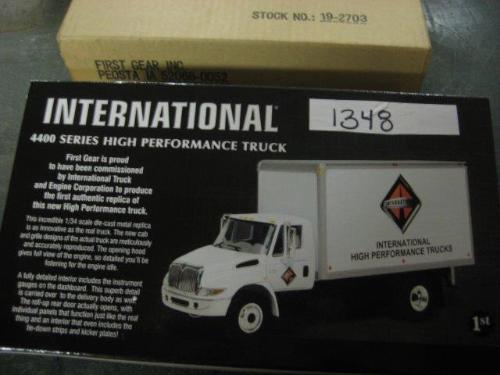 STOCK NO.: 19-2703
FIRST GEAR INC.
PEOSTA IA 52068-0052
INTERNATIONAL®
1348
4400 SERIES HIGH PERFORMANCE TRUCK
First Gear is proud
to have been commissioned
by International Truck
and Engine Corporation to produce
the first authentic replica of
this new High Performance truck.
This incredible 1/34 scale die-cast metal replica
is as innovative as the real truck. The new cab
and grille designs of the actual truck are meticulously
and accurately reproduced. The opening hood
gives full view of the engine, so detailed you'll be
listening for the engine idle.
A fully detailed interior includes the instrument
gauges on the dashboard. This superb detail
is carried over to the delivery body as well.
The roll-up rear door actually opens, with
individual panels that function just like the real
thing and an interior that even includes the
tie-down strips and kicker plates!
INTERNATIONAL
HIGH PERFORMANCE TRUCKS
1st